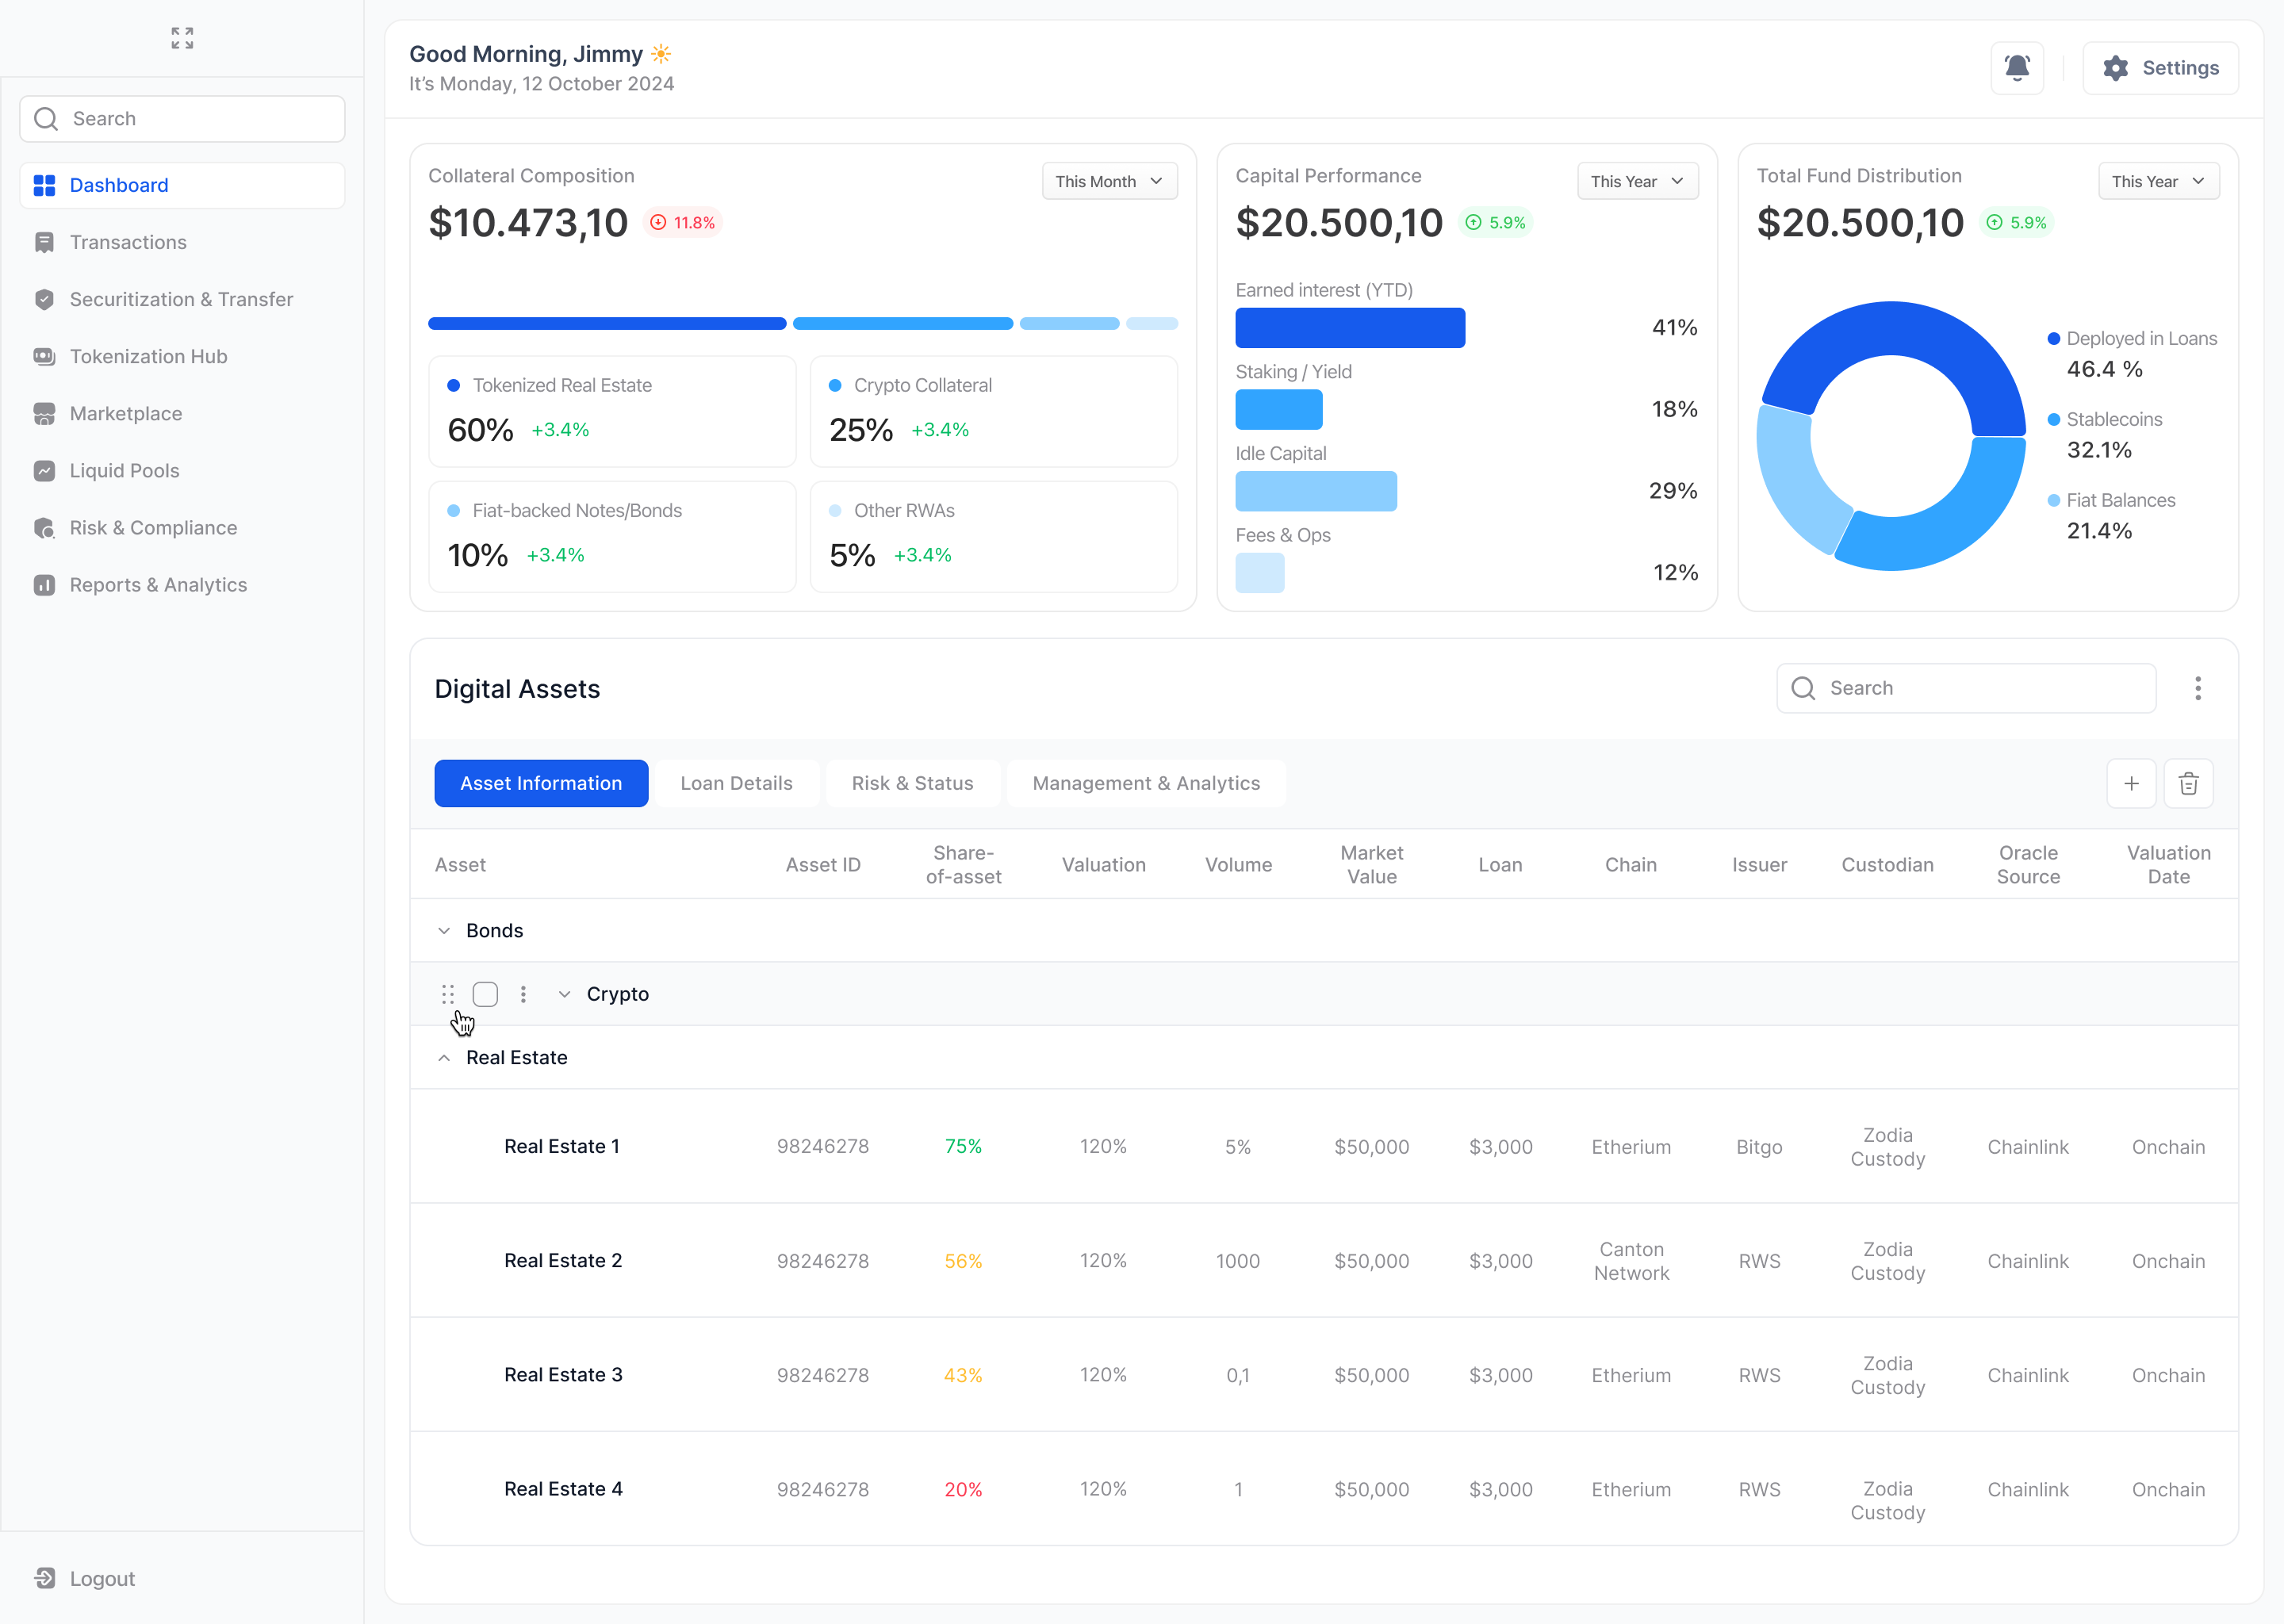 Search
Dashboard
Transactions
Securitization & Transfer
Tokenization Hub
Marketplace
Liquid Pools
Risk & Compliance
Reports & Analytics
Logout
Good Morning, Jimmy
It’s Monday, 12 October 2024
Settings
Collateral Composition
This Month
$10.473,10
11.8%
Tokenized Real Estate
60% +3.4%
Crypto Collateral
25% +3.4%
Fiat-backed Notes/Bonds
10% +3.4%
Other RWAs
5% +3.4%
Capital Performance
This Year
$20.500,10
5.9%
Earned interest (YTD)
41%
Staking / Yield
18%
Idle Capital
29%
Fees & Ops
12%
Total Fund Distribution
This Year
$20.500,10
5.9%
Deployed in Loans
46.4 %
Stablecoins
32.1%
Fiat Balances
21.4%
Digital Assets
Search
Asset Information
Loan Details
Risk & Status
Management & Analytics
Asset
Asset ID
Share-
of-asset
Valuation
Volume
Market
Value
Loan
Chain
Issuer
Custodian
Oracle
Source
Valuation
Date
Bonds
Crypto
Real Estate
Real Estate 1
98246278
75%
120%
5%
$50,000
$3,000
Etherium
Bitgo
Zodia
Custody
Chainlink
Onchain
Real Estate 2
98246278
56%
120%
1000
$50,000
$3,000
Canton
Network
RWS
Zodia
Custody
Chainlink
Onchain
Real Estate 3
98246278
43%
120%
0,1
$50,000
$3,000
Etherium
RWS
Zodia
Custody
Chainlink
Onchain
Real Estate 4
98246278
20%
120%
1
$50,000
$3,000
Etherium
RWS
Zodia
Custody
Chainlink
Onchain